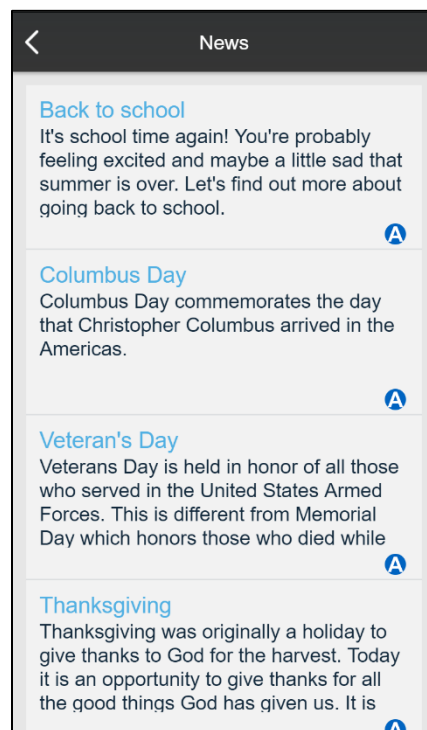 News
Back to school
It's school time again! You're probably
feeling excited and maybe a little sad that
summer is over. Let's find out more about
going back to school.
A
Columbus Day
Columbus Day commemorates the day
that Christopher Columbus arrived in the
Americas.
A
Veteran's Day
Veterans Day is held in honor of all those
who served in the United States Armed
Forces. This is different from Memorial
Day which honors those who died while
A
Thanksgiving
Thanksgiving was originally a holiday to
give thanks to God for the harvest. Today
it is an opportunity to give thanks for all
the good things God has given us. It is
A